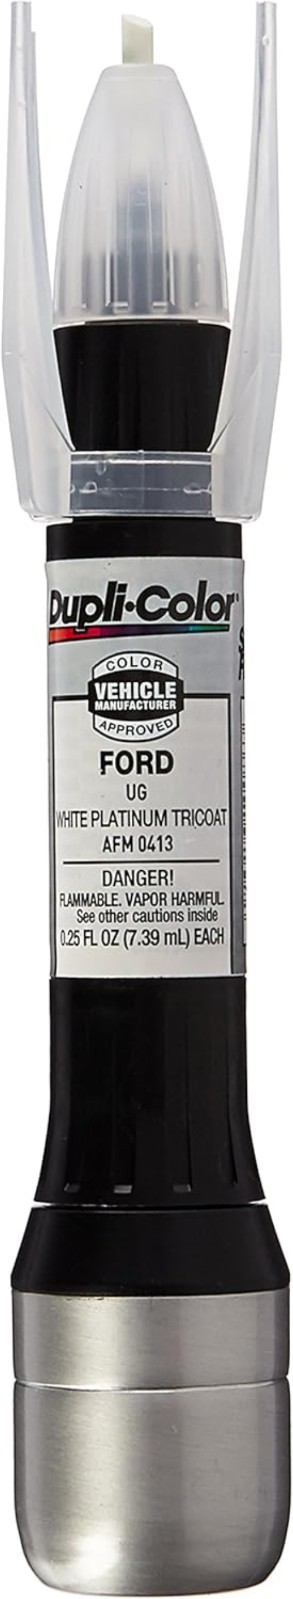 Dupli-Color
COLOR
VEHICLE
MANUFACTURER
APPROVED
FORD
UG
WHITE PLATINUM TRICOAT
AFM 0413
DANGER!
FLAMMABLE. VAPOR HARMFUL.
See other cautions inside
0.25 FL OZ (7.39 mL) EACH